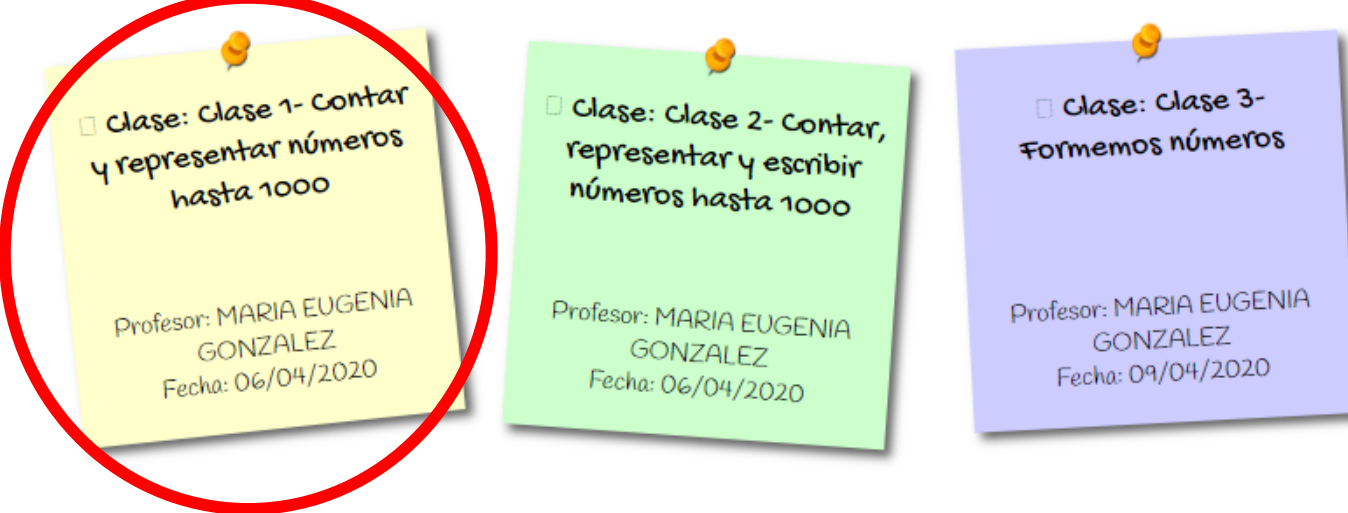 Clase: Clase 1- Contar
y representar números
hasta 1000
Profesor: MARIA EUGENIA
GONZALEZ
Fecha: 06/04/2020
Clase: Clase 2- Contar,
representar y escribir
números hasta 1000
Profesor: MARIA EUGENIA
GONZALEZ
Fecha: 06/04/2020
Clase: Clase 3-
Formemos números
Profesor: MARIA EUGENIA
GONZALEZ
Fecha: 09/04/2020